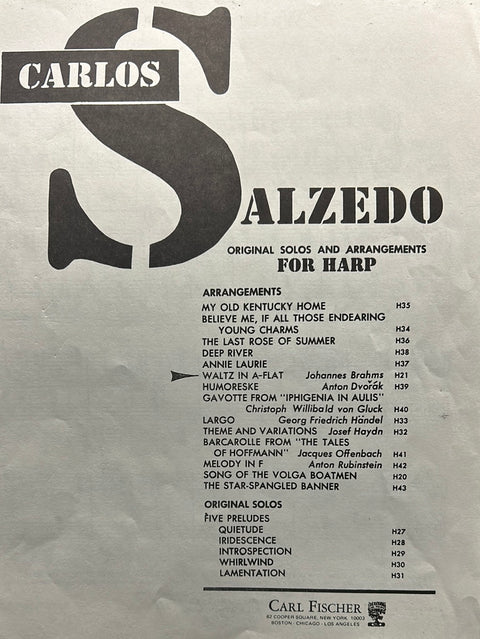 CARLOS
SALZEDO
ORIGINAL SOLOS AND ARRANGEMENTS
FOR HARP
ARRANGEMENTS
MY OLD KENTUCKY HOME H35
BELIEVE ME, IF ALL THOSE ENDEARING
YOUNG CHARMS H34
THE LAST ROSE OF SUMMER H36
DEEP RIVER H38
ANNIE LAURIE H37
WALTZ IN A-FLAT Johannes Brahms H21
HUMORESKE Anton Dvořák H39
GAVOTTE FROM "IPHIGENIA IN AULIS"
Christoph Willibald von Gluck H40
LARGO Georg Friedrich Händel H33
THEME AND VARIATIONS Josef Haydn H32
BARCAROLLE FROM "THE TALES
OF HOFFMANN" Jacques Offenbach H41
MELODY IN F Anton Rubinstein H42
SONG OF THE VOLGA BOATMEN H20
THE STAR-SPANGLED BANNER H43
ORIGINAL SOLOS
FIVE PRELUDES
QUIETUDE H27
IRIDESCENCE H28
INTROSPECTION H29
WHIRLWIND H30
LAMENTATION H31
CARL FISCHER
62 COOPER SQUARE, NEW YORK, 10003
BOSTON · CHICAGO · LOS ANGELES